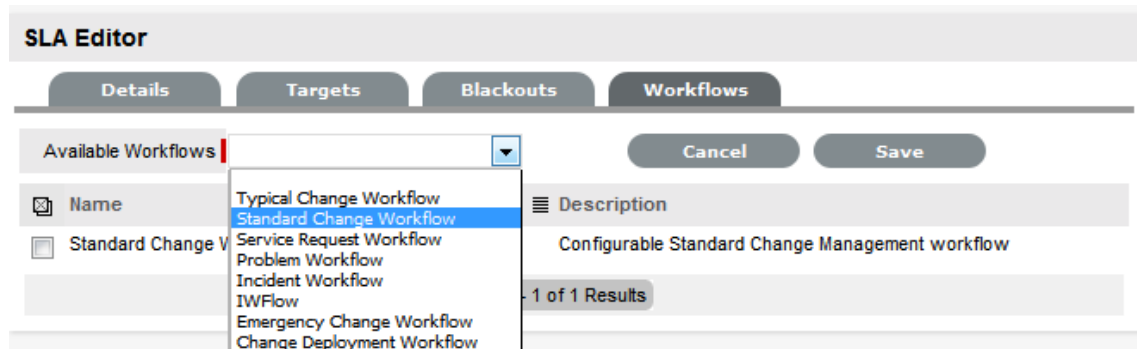 SLA Editor
Details Targets Blackouts Workflows
Available Workflows Cancel Save
Name Description
Typical Change Workflow
Standard Change Workflow
Service Request Workflow
Problem Workflow
Incident Workflow
IWFlow
Emergency Change Workflow
Change Deployment Workflow
Standard Change Configurable Standard Change Management workflow
1 of 1 Results